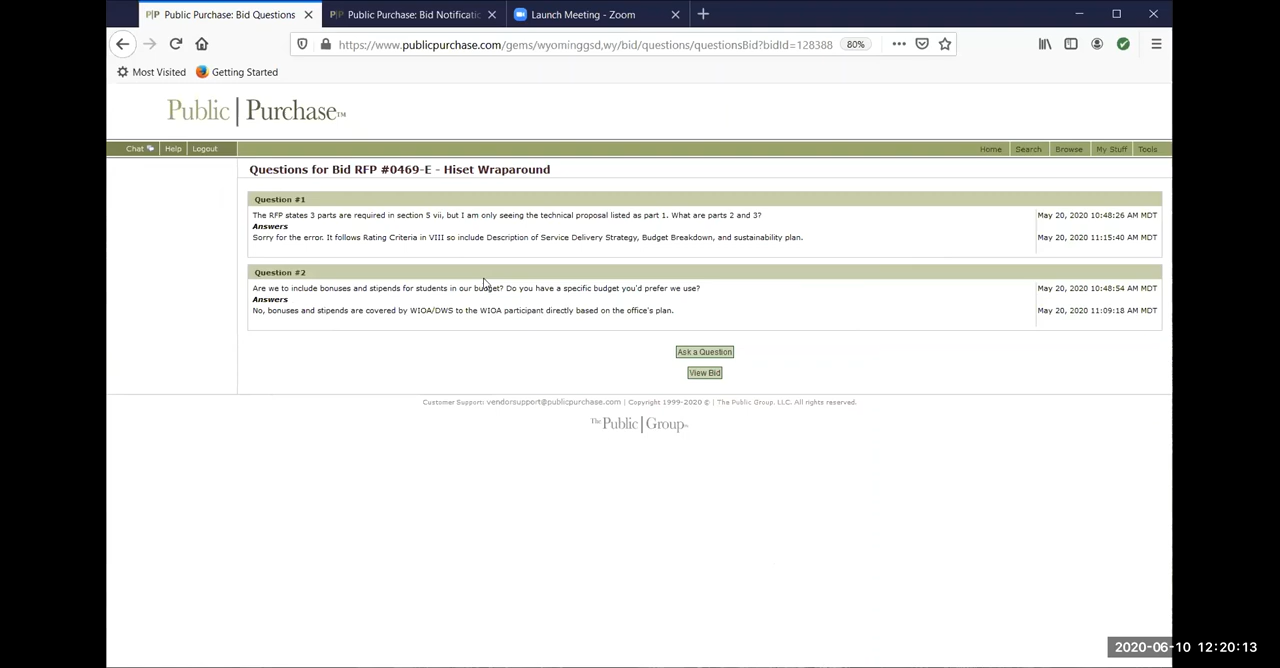 P|P Public Purchase: Bid Questions
P|P Public Purchase: Bid Notificatic
Launch Meeting - Zoom
https://www.publicpurchase.com/gems/wyominggsd,wy/bid/questions/questionsBid?bidId=128388
80%
Most Visited
Getting Started
Public|Purchase TM
Chat
Help
Logout
Home
Search
Browse
My Stuff
Tools
Questions for Bid RFP #0469-E - Hiset Wraparound
Question #1
The RFP states 3 parts are required in section 5 vii, but I am only seeing the technical proposal listed as part 1. What are parts 2 and 3?
May 20, 2020 10:48:26 AM MDT
Answers
Sorry for the error. It follows Rating Criteria in VIII so include Description of Service Delivery Strategy, Budget Breakdown, and sustainability plan.
May 20, 2020 11:15:40 AM MDT
Question #2
Are we to include bonuses and stipends for students in our budget? Do you have a specific budget you'd prefer we use?
May 20, 2020 10:48:54 AM MDT
Answers
No, bonuses and stipends are covered by WIOA/DWS to the WIOA participant directly based on the office's plan.
May 20, 2020 11:09:18 AM MDT
Ask a Question
View Bid
Customer Support: vendorsupport@publicpurchase.com | Copyright 1999-2020 © | The Public Group, LLC. All rights reserved.
The Public|Group
2020-06-10 12:20:13